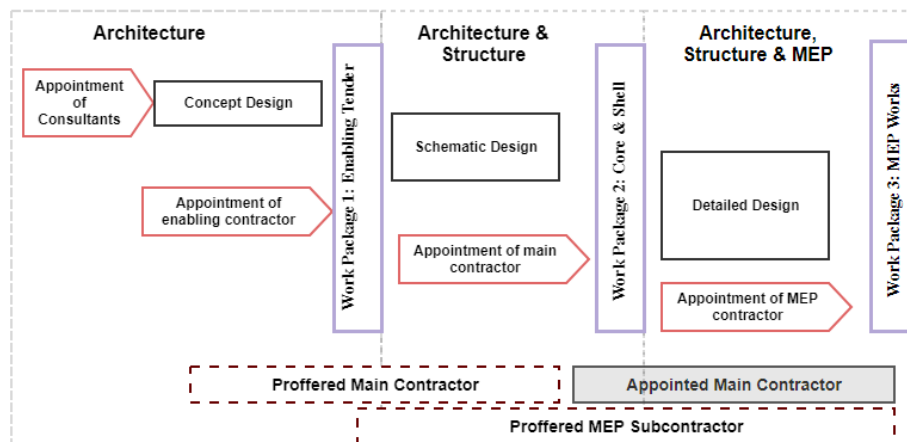 Architecture
Architecture &
Structure
Architecture,
Structure & MEP
Appointment
of
Consultants
Concept Design
Appointment of
enabling contractor
Work Package 1: Enabling Tender
Schematic Design
Appointment of main
contractor
Work Package 2: Core & Shell
Detailed Design
Appointment of MEP
contractor
Work Package 3: MEP Works
Proffered Main Contractor
Appointed Main Contractor
Proffered MEP Subcontractor